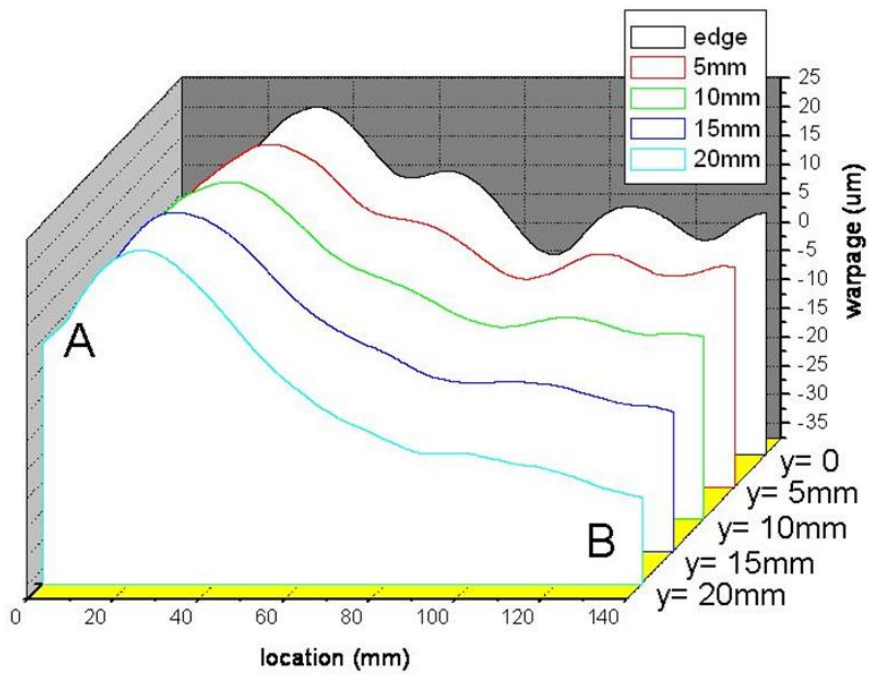 edge
5mm
10mm
15mm
20mm
25
20
15
10
5
0
-5
-10
-15
-20
-25
-30
-35
warpage (um)
A
B
y= 0
y= 5mm
y= 10mm
y= 15mm
y= 20mm
0 20 40 60 80 100 120 140
location (mm)